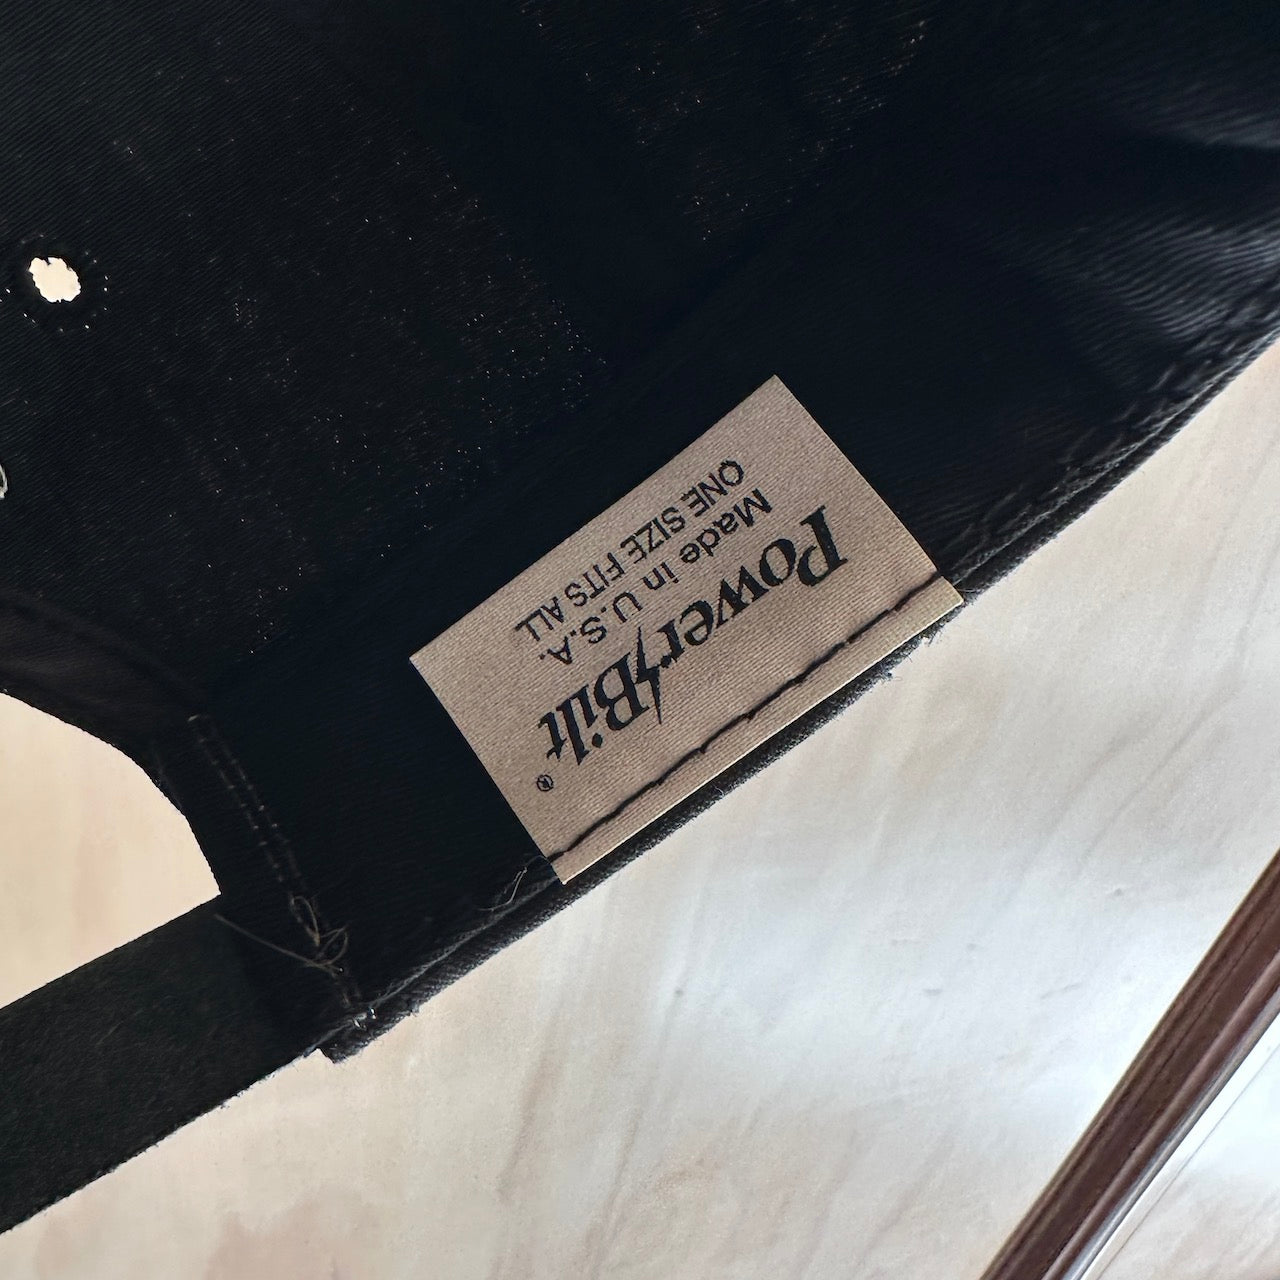 PowerBilt®
Made in U.S.A.
ONE SIZE FITS ALL